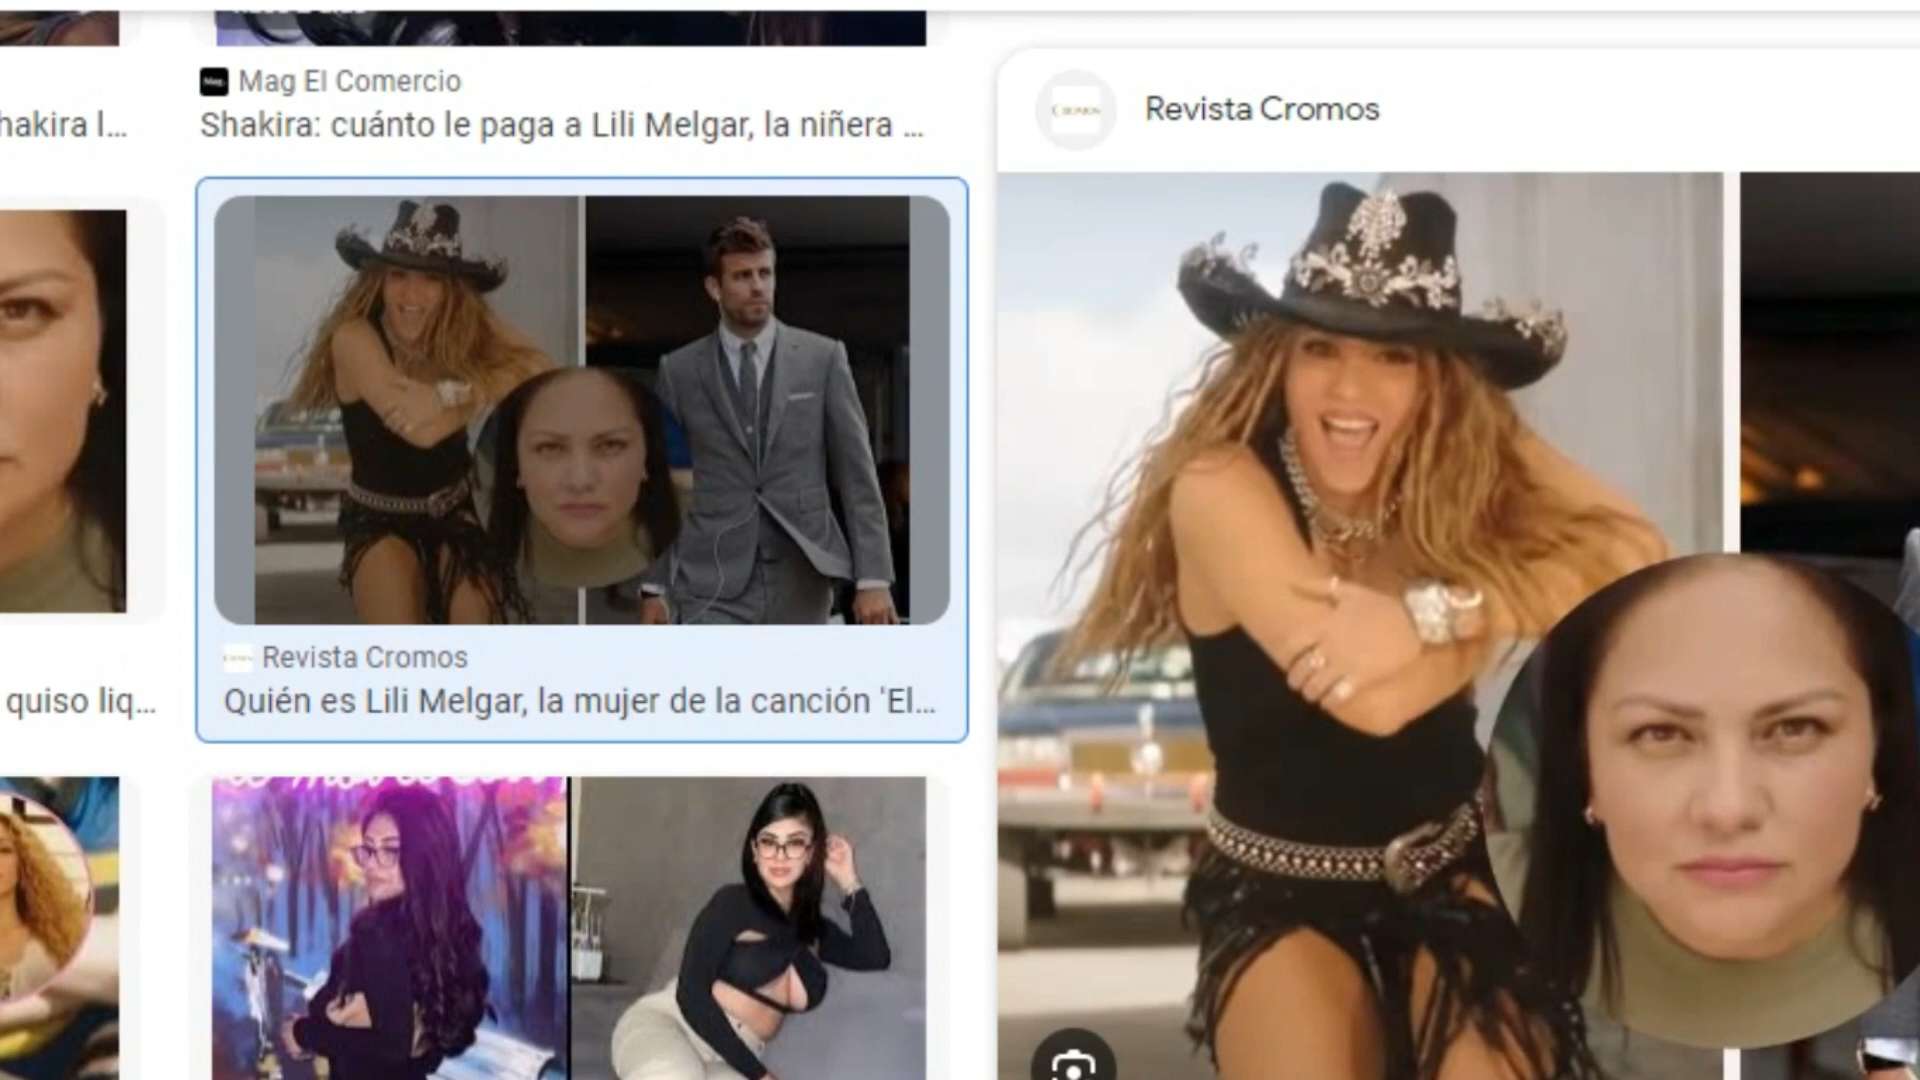 Mag El Comercio
Shakira: cuánto le paga a Lili Melgar, la niñera ...
hakira l...
Revista Cromos
Revista Cromos
Quién es Lili Melgar, la mujer de la canción 'El...
quiso liq...